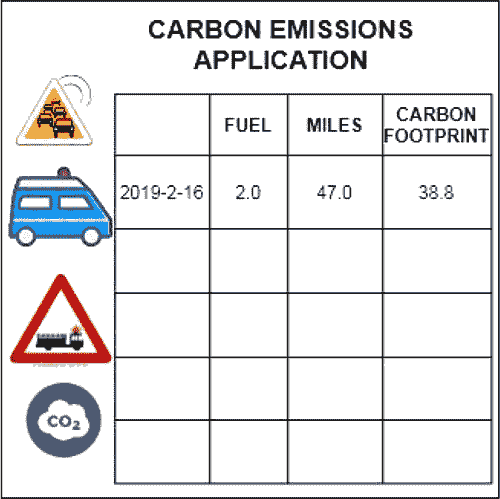 CARBON EMISSIONS
APPLICATION
FUEL MILES CARBON
FOOTPRINT
2019-2-16 2.0 47.0 38.8
CO2